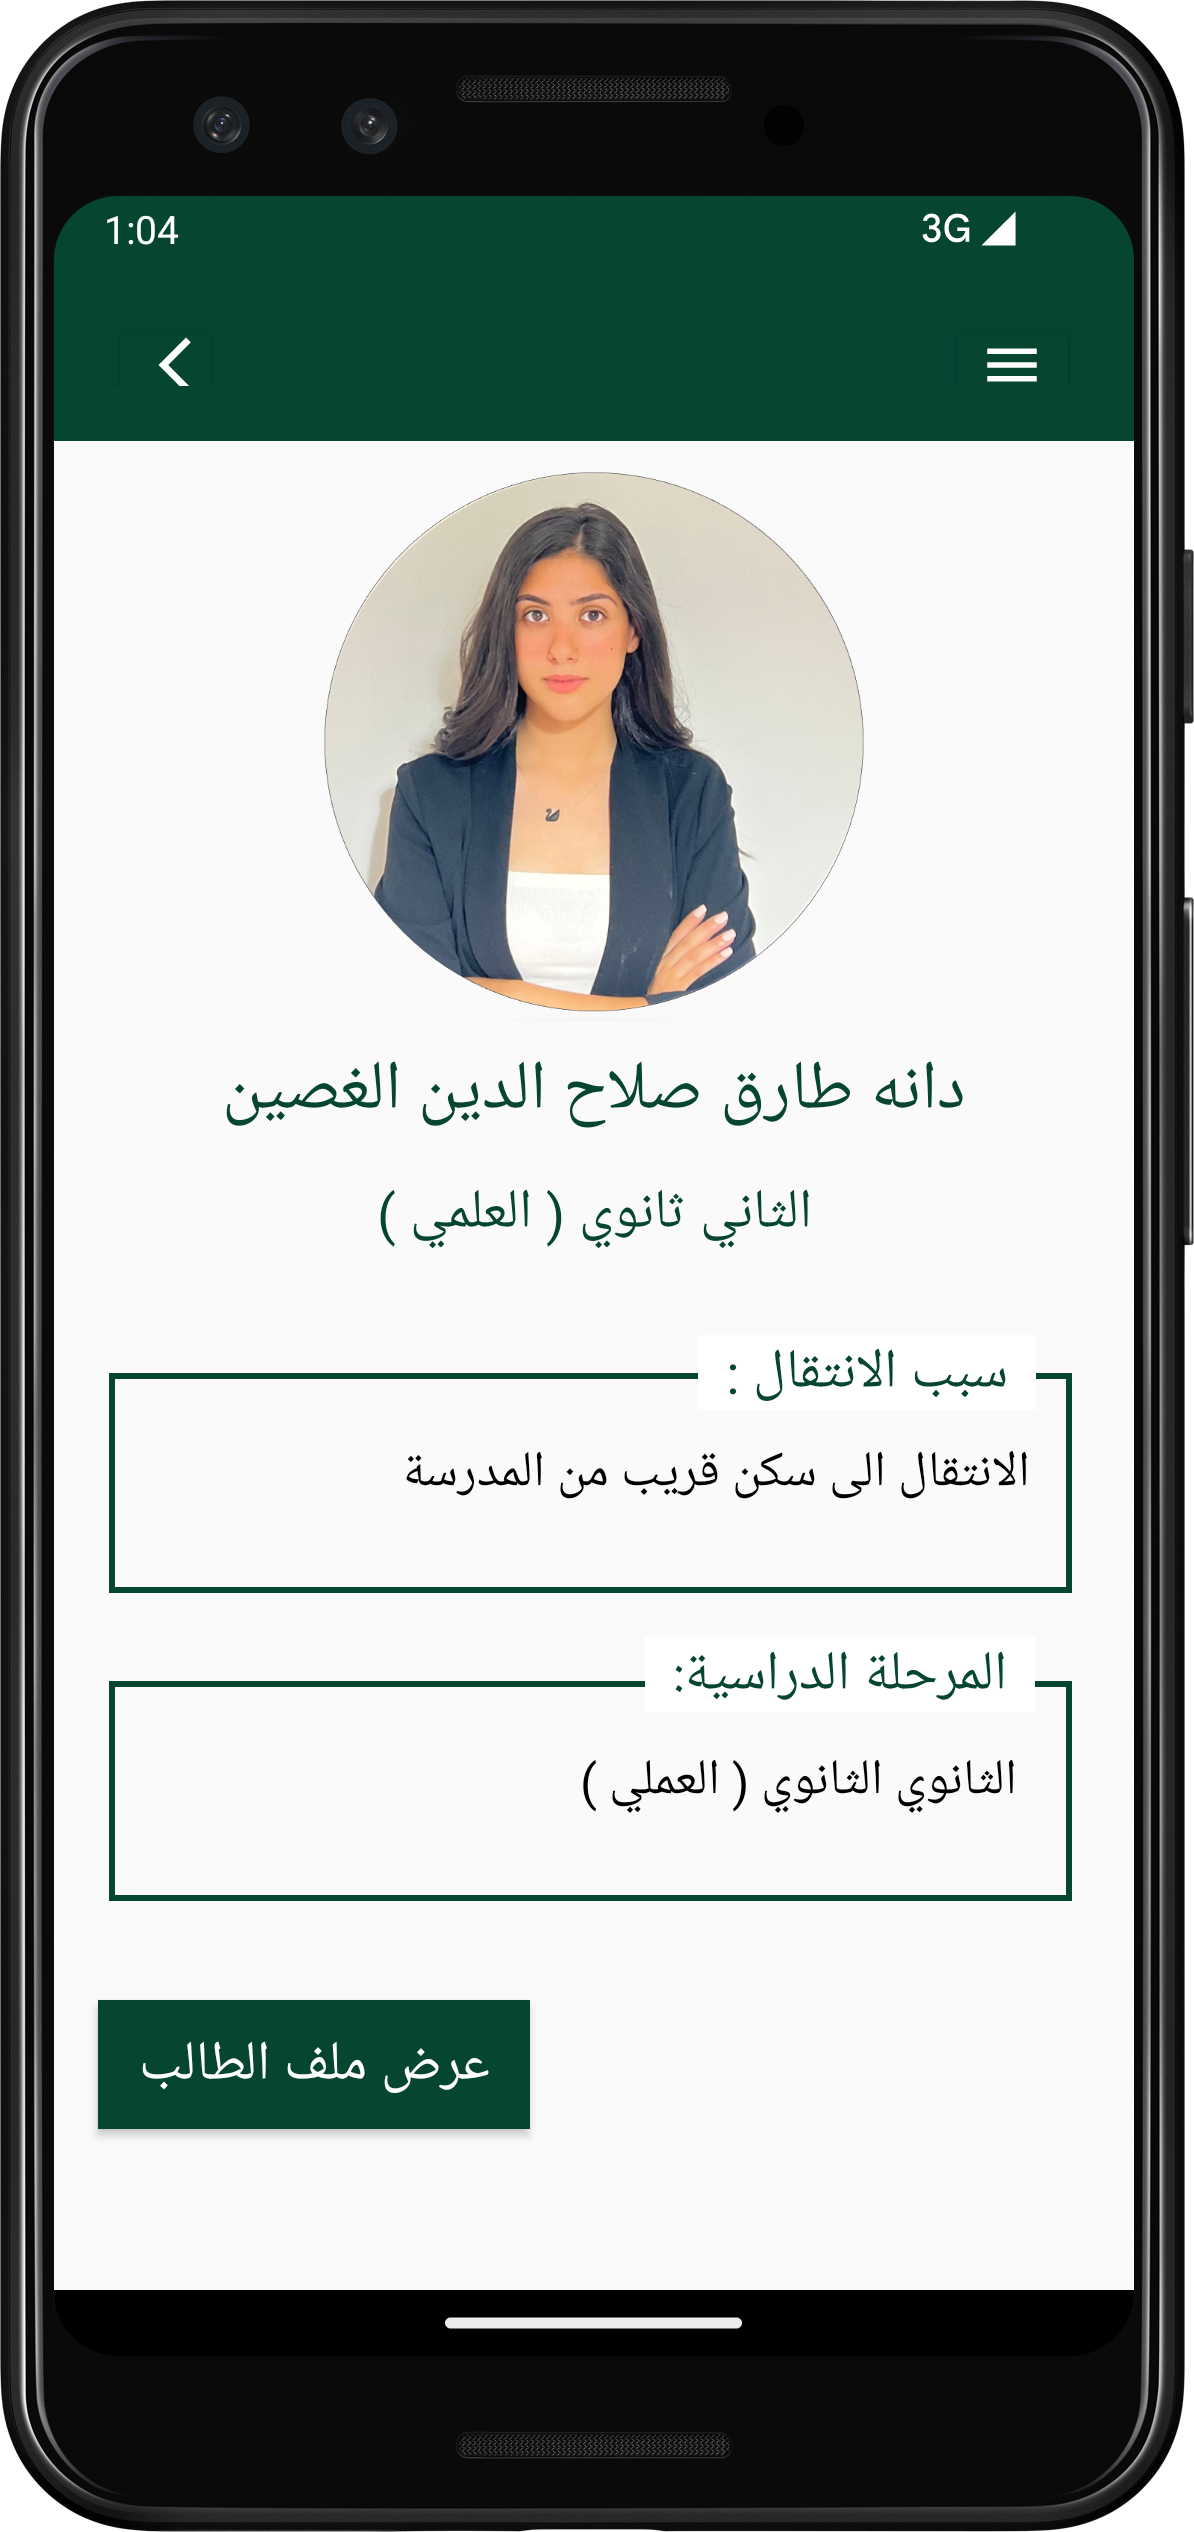 1:04 3G
دانه طارق صلاح الدين الغصين
الثاني ثانوي ( العلمي )
سبب الانتقال :
الانتقال الى سكن قريب من المدرسة
المرحلة الدراسية:
الثانوي الثانوي ( العملي )
عرض ملف الطالب